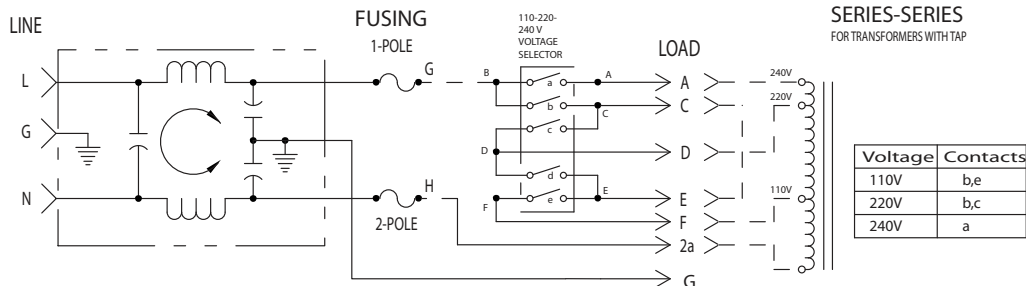 LINE
FUSING
1-POLE
110-220-
240 V
VOLTAGE
SELECTOR
LOAD
SERIES-SERIES
FOR TRANSFORMERS WITH TAP
L
G
B
a
A
A
240V
b
C
C
220V
G
c
D
D
Voltage Contacts
110V b,e
220V b,c
240V a
d
N
H
F
e
E
E
110V
F
2-POLE
2a
G